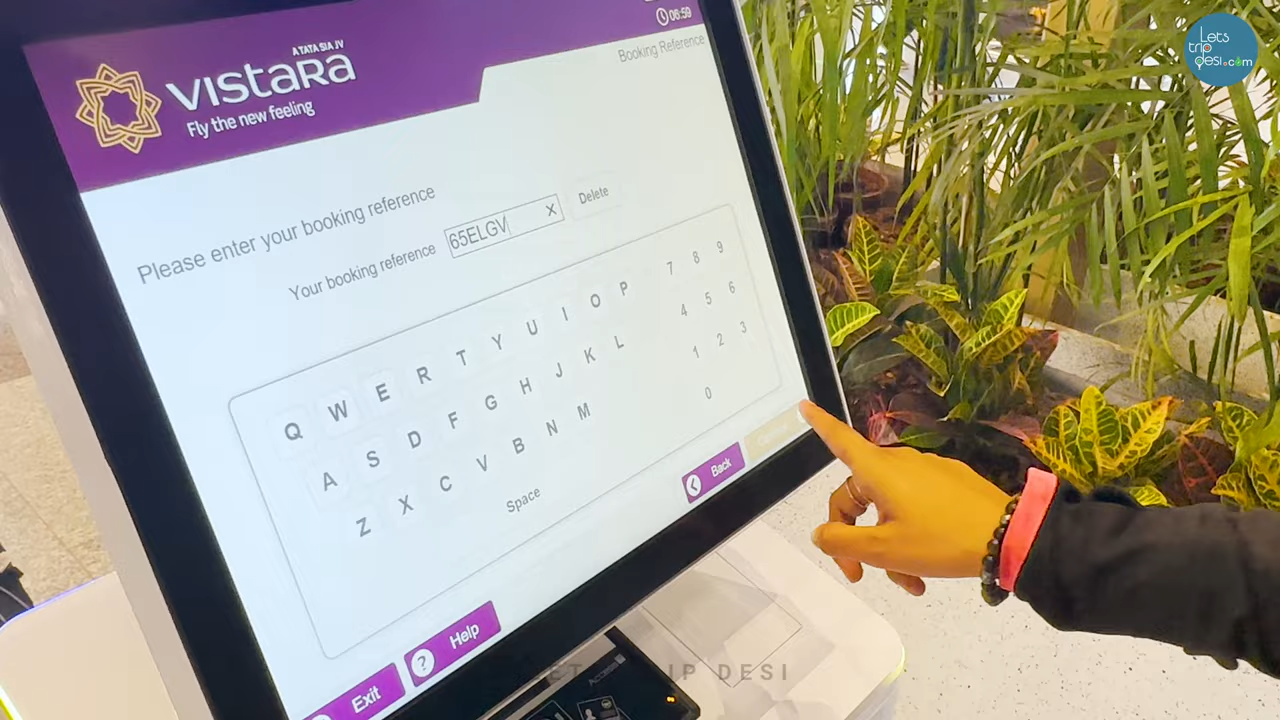 06:59
Lets
trip
desi.com
A TATA SIA JV
VISTARA
Fly the new feeling
Booking Reference
Please enter your booking reference
Your booking reference 65ELGV X Delete
Q W E R T Y U I O P 7 8 9
A S D F G H J K L 4 5 6
Z X C V B N M 1 2 3
0
Space
Back
? Help
Exit
IP DESI